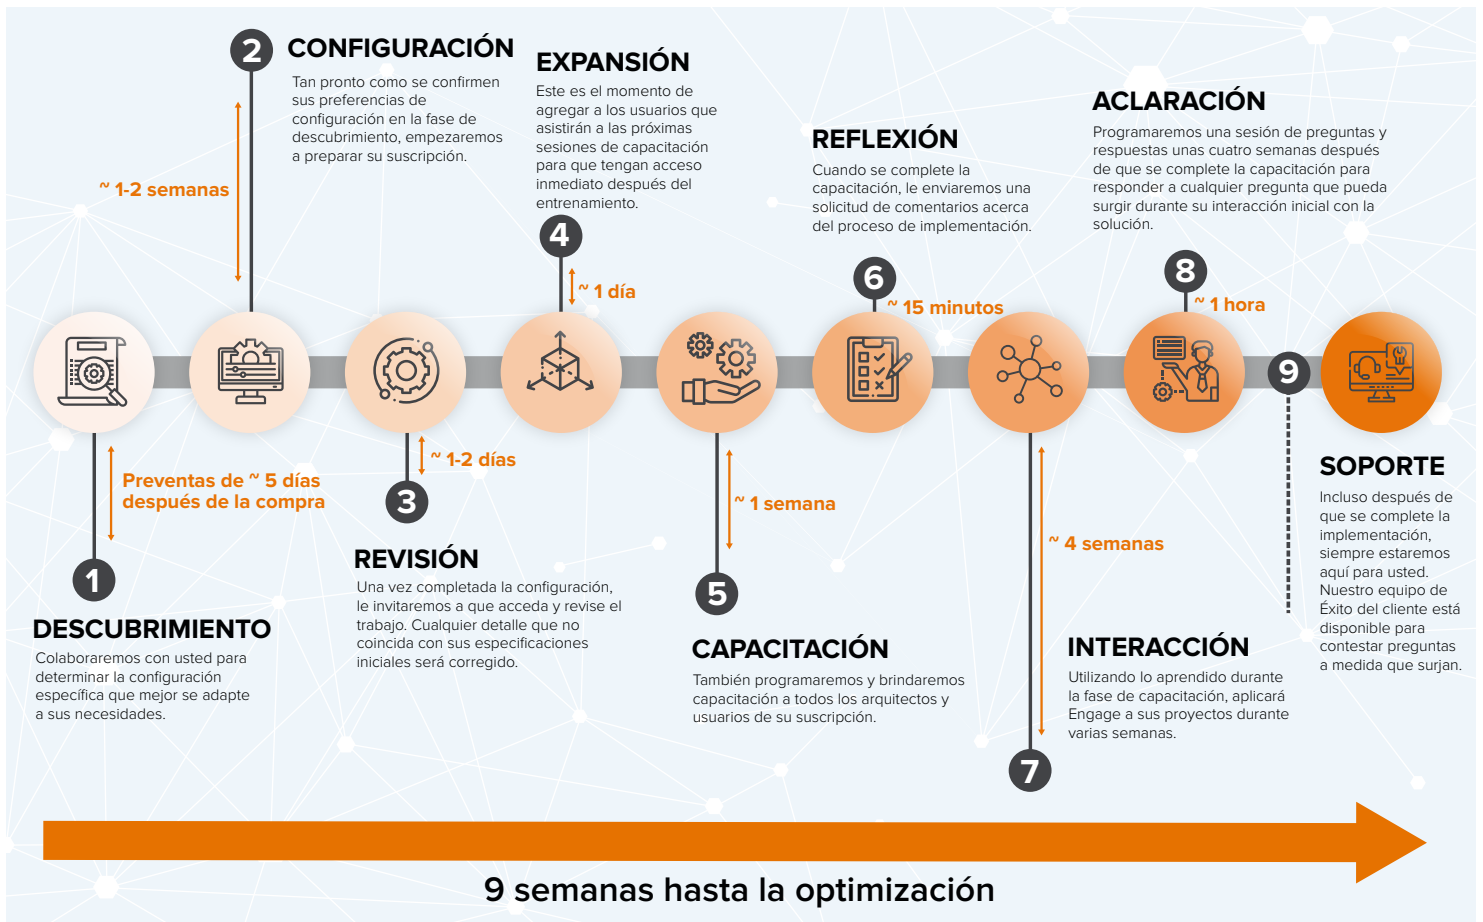 2
CONFIGURACIÓN
Tan pronto como se confirmen
sus preferencias de
configuración en la fase de
descubrimiento, empezaremos
a preparar su suscripción.
~ 1-2 semanas
EXPANSIÓN
Este es el momento de
agregar a los usuarios que
asistirán a las próximas
sesiones de capacitación
para que tengan acceso
inmediato después del
entrenamiento.
4
~ 1 día
REFLEXIÓN
Cuando se complete la
capacitación, le enviaremos una
solicitud de comentarios acerca
del proceso de implementación.
6
~ 15 minutos
ACLARACIÓN
Programaremos una sesión de preguntas y
respuestas unas cuatro semanas después
de que se complete la capacitación para
responder a cualquier pregunta que pueda
surgir durante su interacción inicial con la
solución.
8
~ 1 hora
Preventas de ~ 5 días
después de la compra
1
DESCUBRIMIENTO
Colaboraremos con usted para
determinar la configuración
específica que mejor se adapte
a sus necesidades.
~ 1-2 días
3
REVISIÓN
Una vez completada la configuración,
le invitaremos a que acceda y revise el
trabajo. Cualquier detalle que no
coincida con sus especificaciones
iniciales será corregido.
~ 1 semana
5
CAPACITACIÓN
También programaremos y brindaremos
capacitación a todos los arquitectos y
usuarios de su suscripción.
~ 4 semanas
INTERACCIÓN
Utilizando lo aprendido durante
la fase de capacitación, aplicará
Engage a sus proyectos durante
varias semanas.
7
9
SOPORTE
Incluso después de
que se complete la
implementación,
siempre estaremos
aquí para usted.
Nuestro equipo de
Éxito del cliente está
disponible para
contestar preguntas
a medida que surjan.
9 semanas hasta la optimización